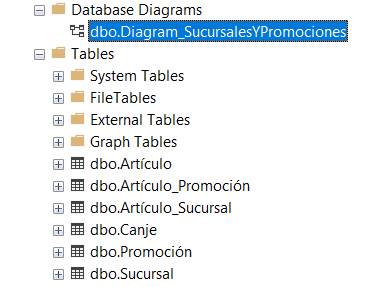 Database Diagrams
dbo.Diagram_SucursalesYPromociones
Tables
System Tables
FileTables
External Tables
Graph Tables
dbo.Artículo
dbo.Artículo_Promoción
dbo.Artículo_Sucursal
dbo.Canje
dbo.Promoción
dbo.Sucursal